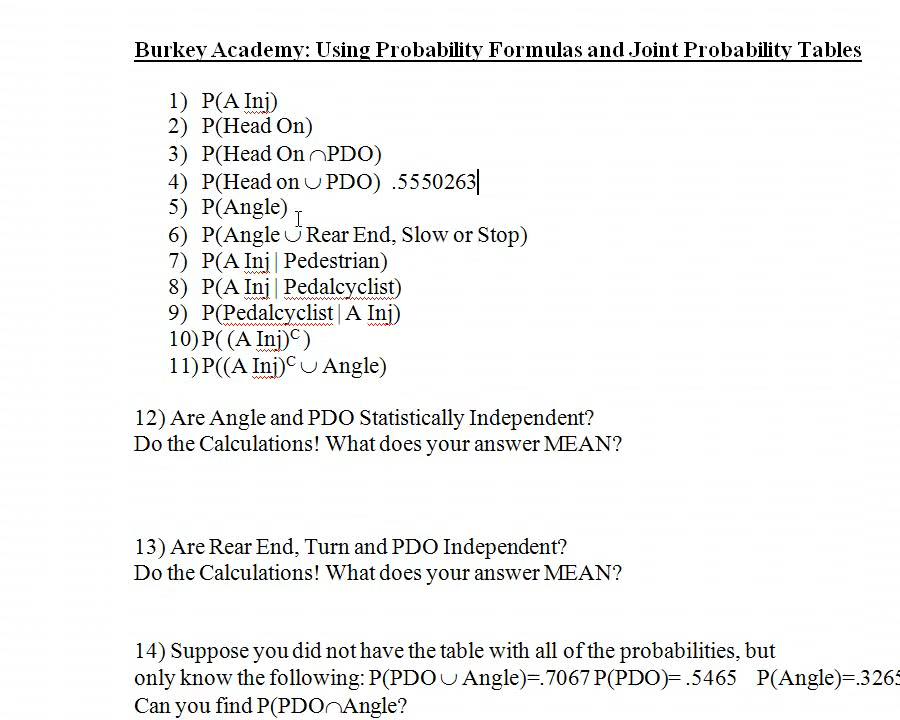 Burkey Academy: Using Probability Formulas and Joint Probability Tables
1) P(A Inj)
2) P(Head On)
3) P(Head On ∩PDO)
4) P(Head on ∪ PDO) .5550263
5) P(Angle)
6) P(Angle ∪ Rear End, Slow or Stop)
7) P(A Inj | Pedestrian)
8) P(A Inj | Pedalcyclist)
9) P(Pedalcyclist | A Inj)
10) P( (A Inj)ᶜ )
11) P((A Inj)ᶜ ∪ Angle)
12) Are Angle and PDO Statistically Independent?
Do the Calculations! What does your answer MEAN?
13) Are Rear End, Turn and PDO Independent?
Do the Calculations! What does your answer MEAN?
14) Suppose you did not have the table with all of the probabilities, but
only know the following: P(PDO ∪ Angle)=.7067 P(PDO)= .5465 P(Angle)=.3265
Can you find P(PDO∩Angle?